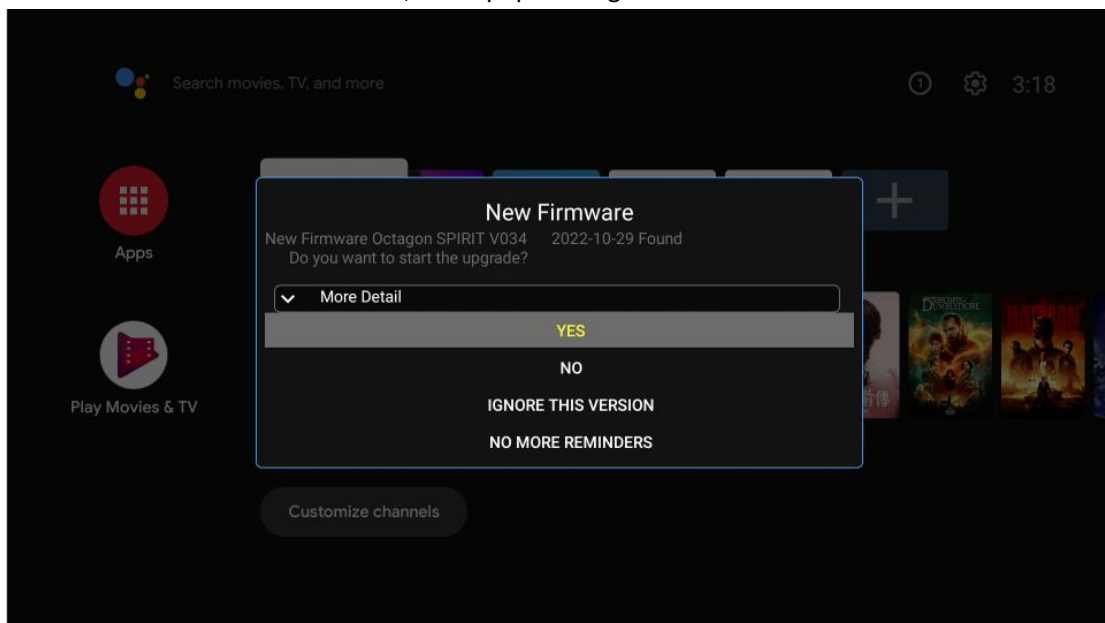 Search movies, TV, and more
1
3:18
New Firmware
New Firmware Octagon SPIRIT V034 2022-10-29 Found
Do you want to start the upgrade?
More Detail
YES
NO
IGNORE THIS VERSION
NO MORE REMINDERS
Apps
Play Movies & TV
Customize channels